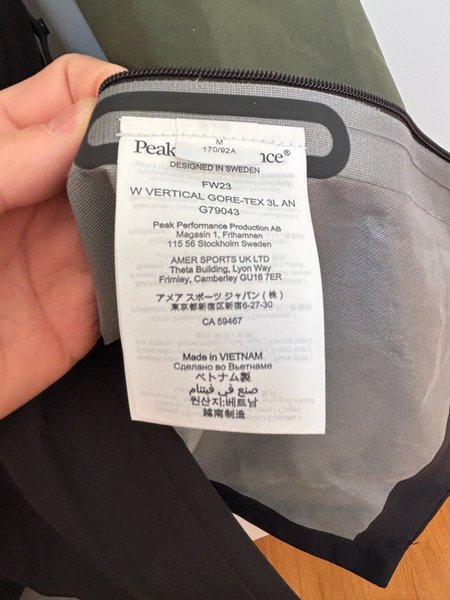 M
170/92A
Peak nce®
DESIGNED IN SWEDEN
FW23
W VERTICAL GORE-TEX 3L AN
G79043
Peak Performance Production AB
Magasin 1, Frihamnen
115 56 Stockholm Sweden
AMER SPORTS UK LTD
Theta Building, Lyon Way
Frimley, Camberley GU16 7ER
アメア スポーツ ジャパン (株)
東京都新宿区新宿6-27-30
CA 59467
Made in VIETNAM
Сделано во Вьетнаме
ベトナム製
صنع في فيتنام
원산지:베트남
越南制造